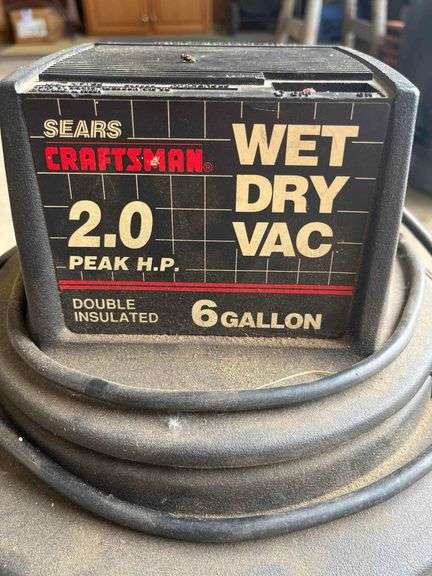 SEARS
CRAFTSMAN®
WET
DRY
VAC
2.0
PEAK H.P.
DOUBLE
INSULATED
6 GALLON